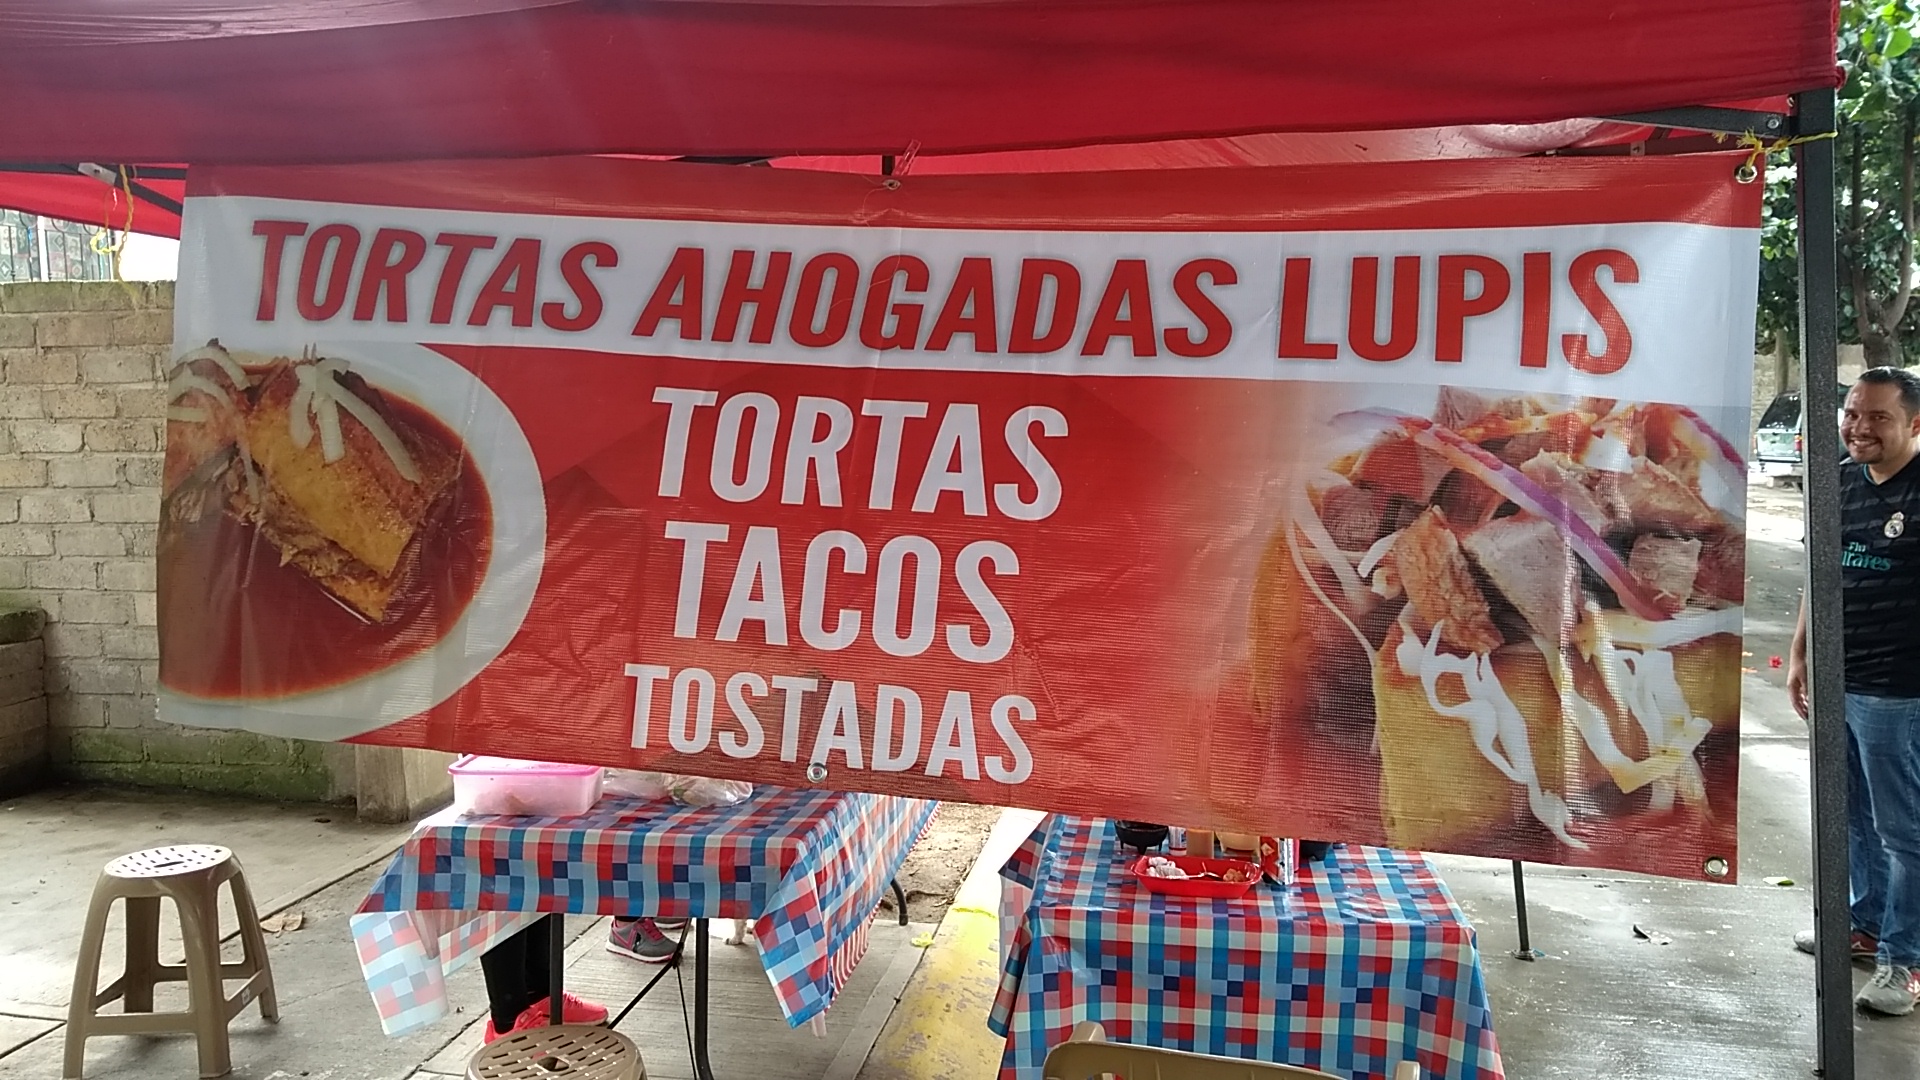 TORTAS AHOGADAS LUPIS
TORTAS
TACOS
TOSTADAS